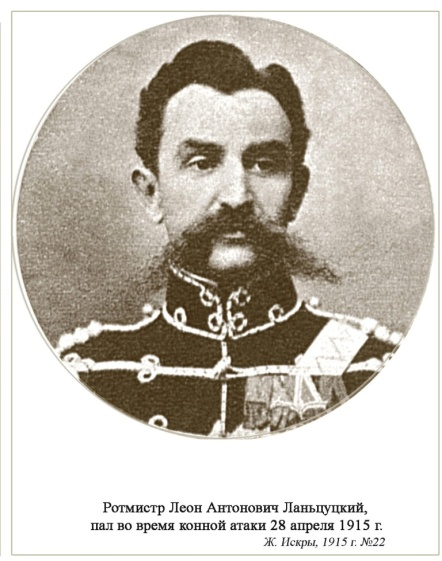 Ротмистр Леон Антонович Ланьцуцкий,
пал во время конной атаки 28 апреля 1915 г.
Ж. Искры, 1915 г. №22